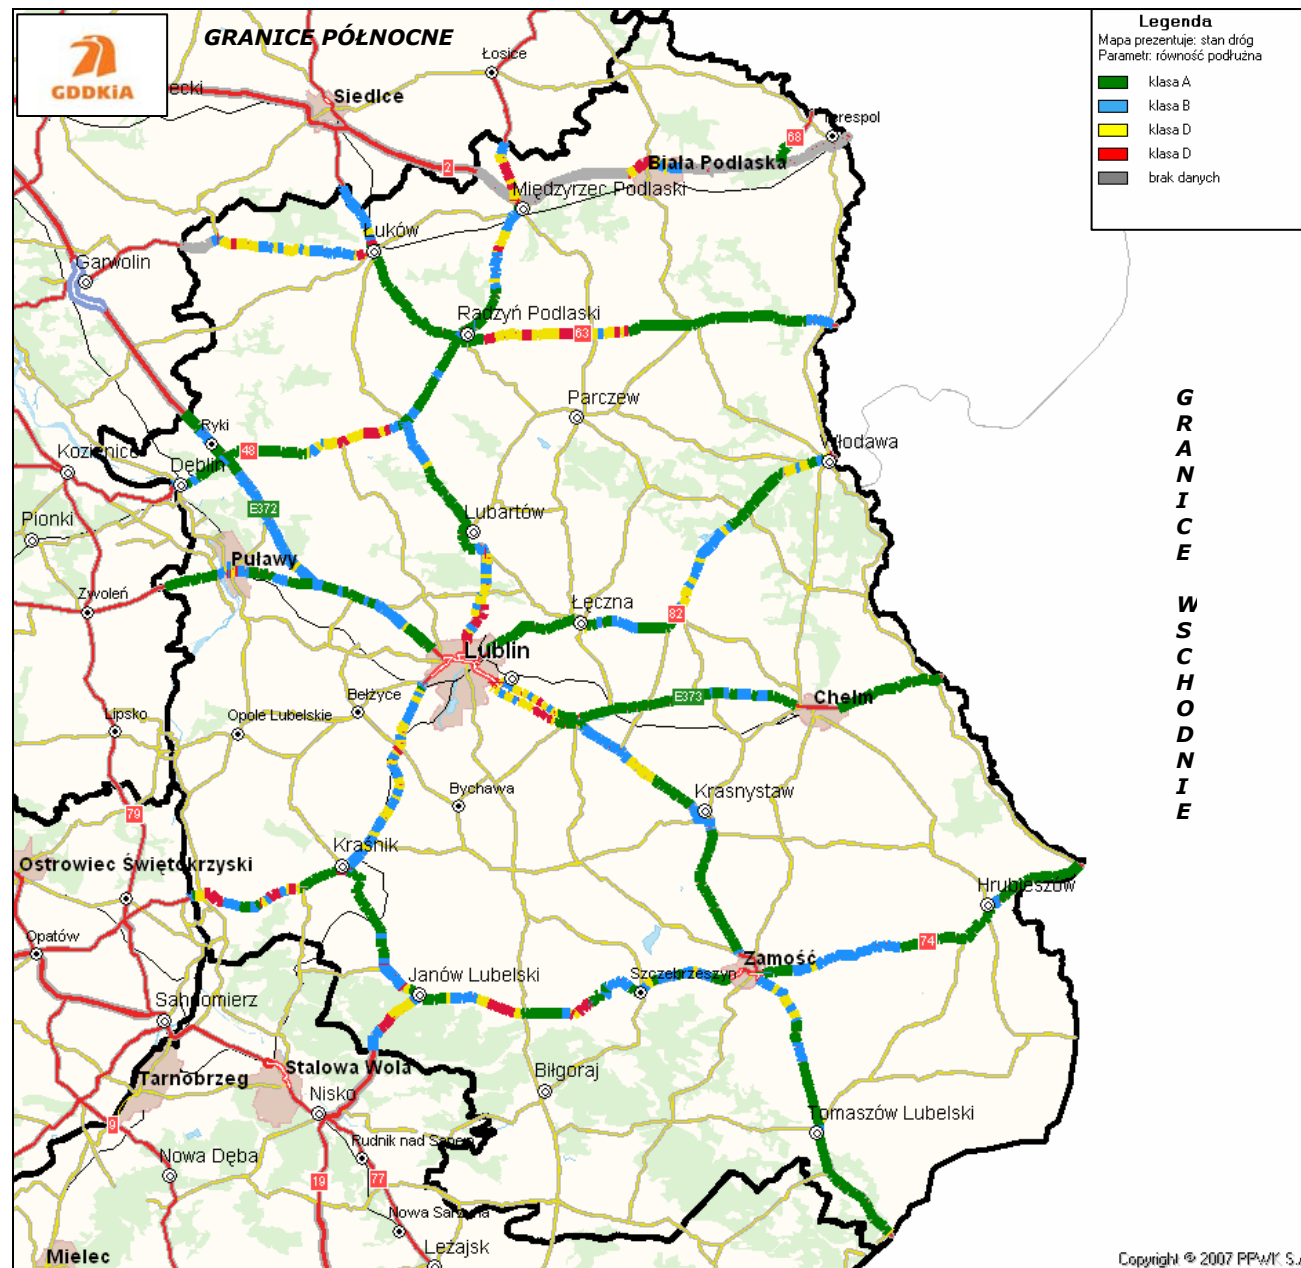 GRANICE PÓŁNOCNE
GDDKiA
Legenda
Mapa prezentuje: stan dróg
Parametr: równość podłużna
klasa A
klasa B
klasa D
klasa D
brak danych
ecki
Łosice
Siedlce
Terespol
68
2
Biała Podlaska
Międzyrzec Podlaski
Łuków
Garwolin
Radzyń Podlaski
63
GRANICE WSCHODNIE
Parczew
Ryki
Włodawa
48
Kozienice
Dęblin
E372
Pionki
Lubartów
Puławy
Zwoleń
Łęczna
82
Lublin
Bełżyce
E373
Chełm
Lipsko
Opole Lubelskie
Bychawa
Krasnystaw
79
Kraśnik
Ostrowiec Świętokrzyski
Hrubieszów
Opatów
74
Zamość
Szczebrzeszyn
Janów Lubelski
Sandomierz
Stalowa Wola
Biłgoraj
Tarnobrzeg
Nisko
9
Tomaszów Lubelski
Rudnik nad Sanem
Nowa Dęba
19
77
Nowa Sarzyna
Leżajsk
Mielec
Copyright © 2007 PPWK S.A